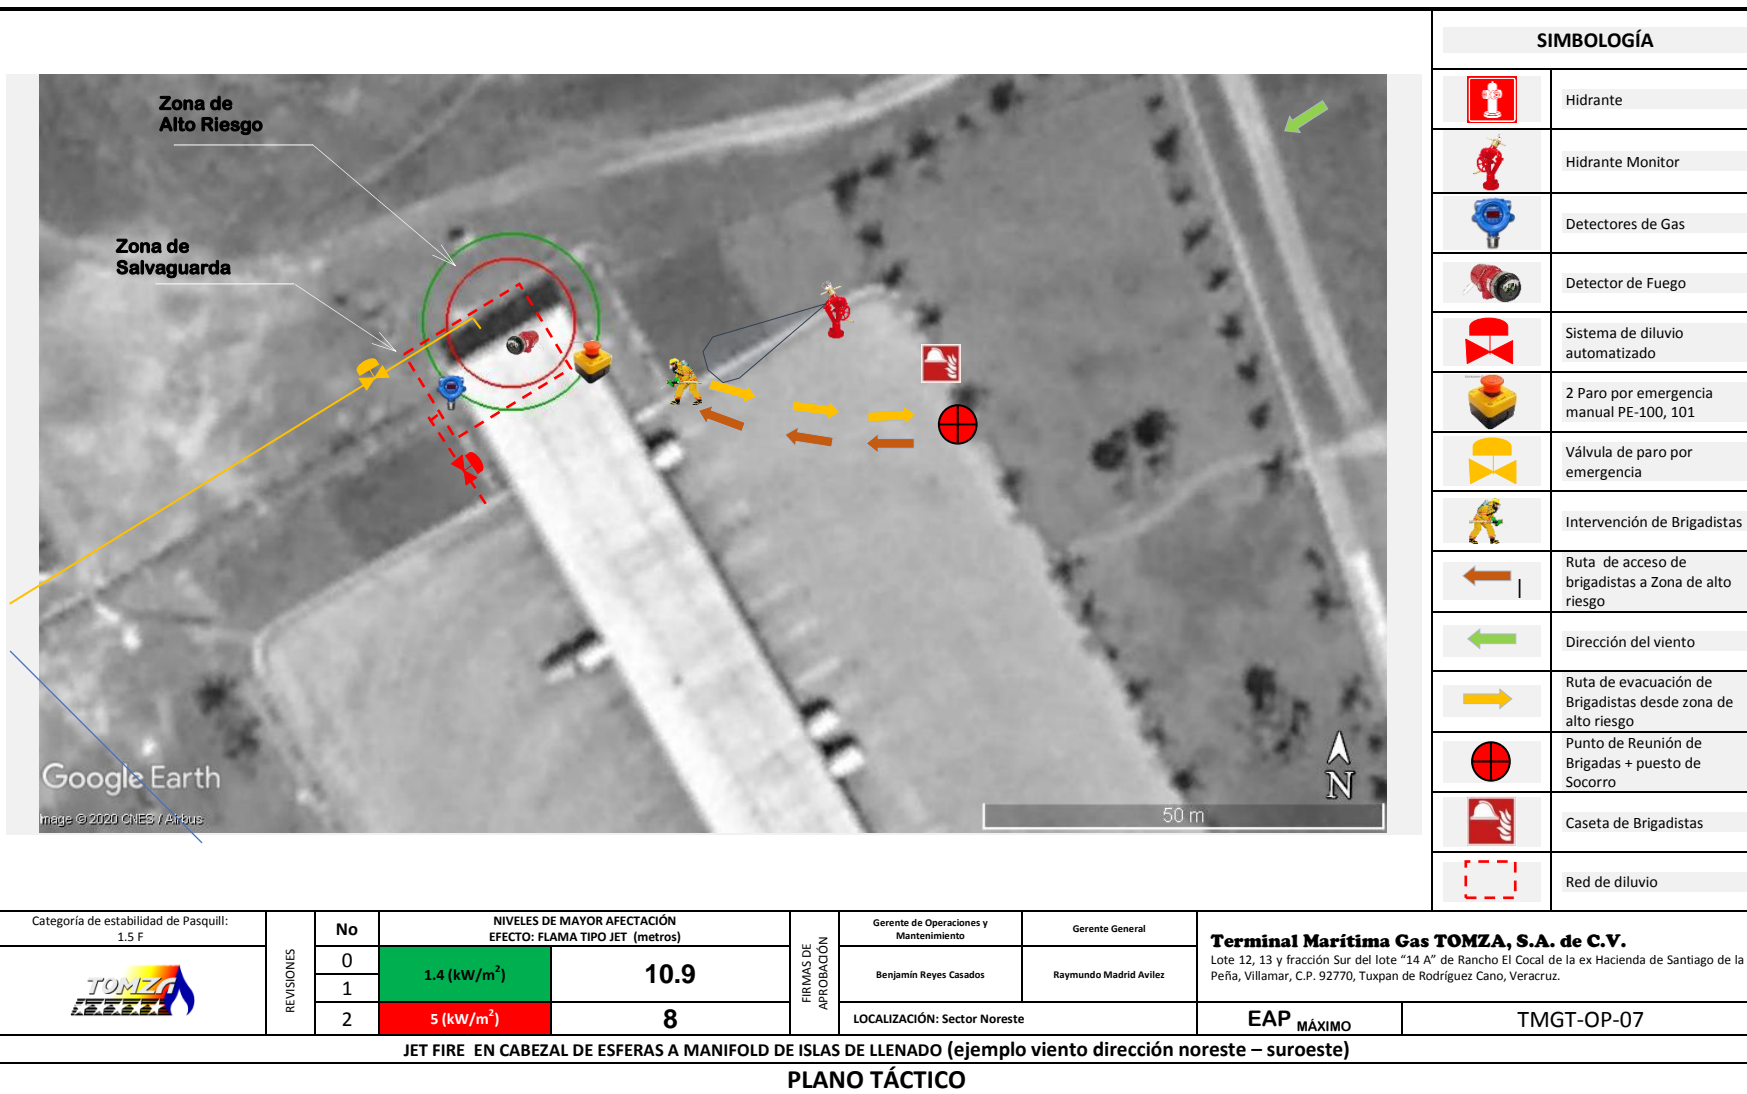 SIMBOLOGÍA
Hidrante
Hidrante Monitor
Detectores de Gas
Detector de Fuego
Sistema de diluvio
automatizado
2 Paro por emergencia
manual PE-100, 101
Válvula de paro por
emergencia
Intervención de Brigadistas
Ruta de acceso de
brigadistas a Zona de alto
riesgo
Dirección del viento
Ruta de evacuación de
Brigadistas desde zona de
alto riesgo
Punto de Reunión de
Brigadas + puesto de
Socorro
Caseta de Brigadistas
Red de diluvio
Zona de
Alto Riesgo
Zona de
Salvaguarda
Google Earth
mage © 2020 CNES / Airbus
N
50 m
Categoría de estabilidad de Pasquill:
1.5 F
TOMZA
REVISIONES
No
0
1
2
NIVELES DE MAYOR AFECTACIÓN
EFECTO: FLAMA TIPO JET (metros)
1.4 (kW/m²)
10.9
5 (kW/m²)
8
FIRMAS DE
APROBACIÓN
Gerente de Operaciones y
Mantenimiento
Gerente General
Benjamín Reyes Casados
Raymundo Madrid Avilez
LOCALIZACIÓN: Sector Noreste
Terminal Marítima Gas TOMZA, S.A. de C.V.
Lote 12, 13 y fracción Sur del lote “14 A” de Rancho El Cocal de la ex Hacienda de Santiago de la
Peña, Villamar, C.P. 92770, Tuxpan de Rodríguez Cano, Veracruz.
EAP MÁXIMO
TMGT-OP-07
JET FIRE EN CABEZAL DE ESFERAS A MANIFOLD DE ISLAS DE LLENADO (ejemplo viento dirección noreste – suroeste)
PLANO TÁCTICO